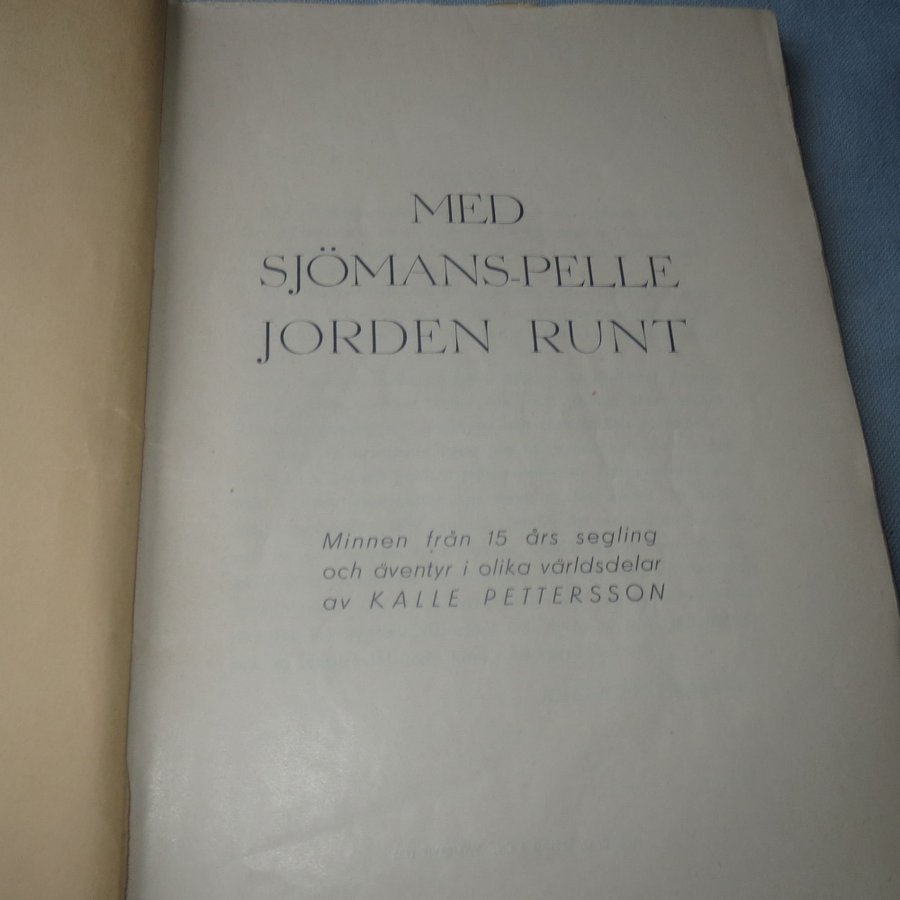 MED
SJÖMANS-PELLE
JORDEN RUNT
Minnen från 15 års segling
och äventyr i olika världsdelar
av KALLE PETTERSSON